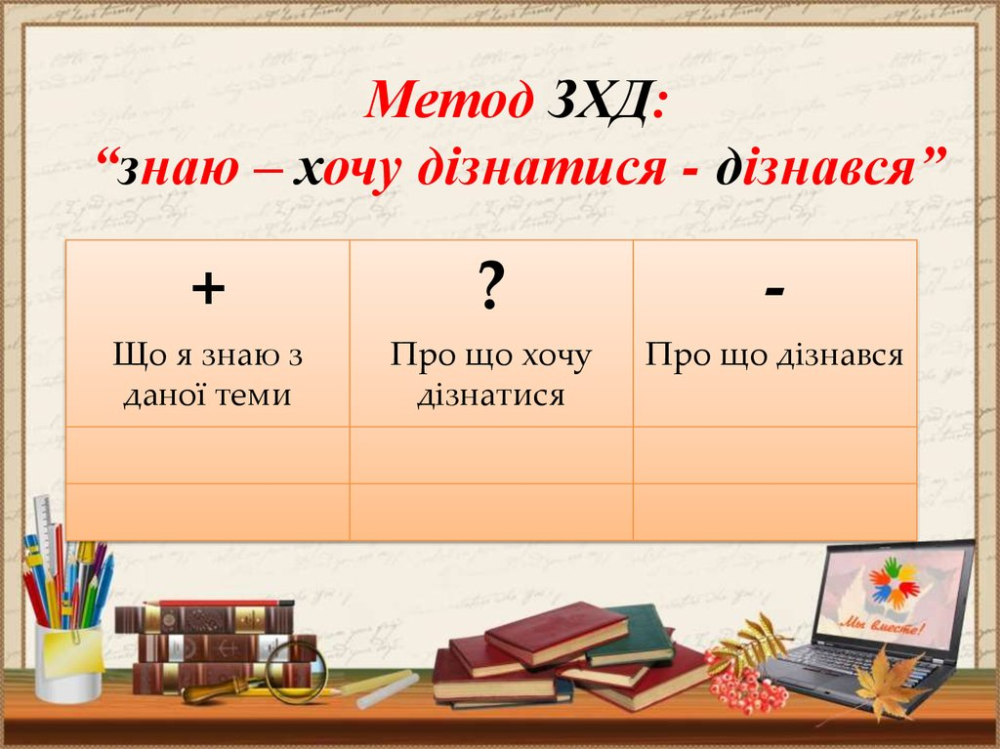 Метод ЗХД:
“знаю – хочу дізнатися - дізнався”
+
?
-
Що я знаю з
даної теми
Про що хочу
дізнатися
Про що дізнався
Мы вместе!